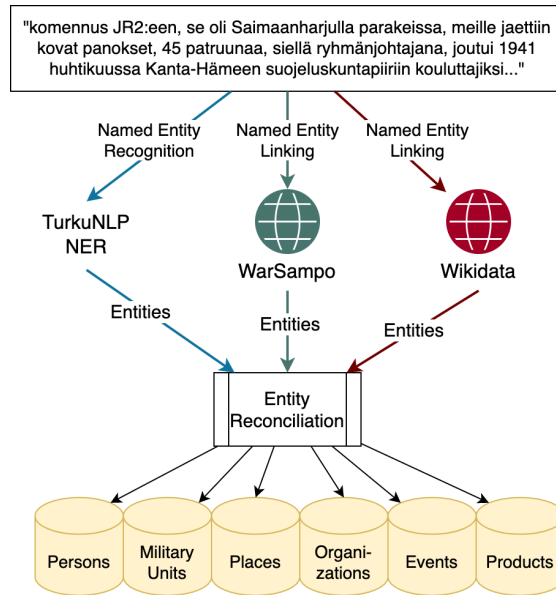 "komennus JR2:een, se oli Saimaanharjulla parakeissa, meille jaettiin
kovat panokset, 45 patruunaa, siellä ryhmänjohtajana, joutui 1941
huhtikuussa Kanta-Hämeen suojeluskuntapiiriin kouluttajiksi..."
Named Entity
Recognition
Named Entity
Linking
Named Entity
Linking
TurkuNLP
NER
WarSampo
Wikidata
Entities
Entities
Entities
Entity
Reconciliation
Persons
Military
Units
Places
Organi-
zations
Events
Products